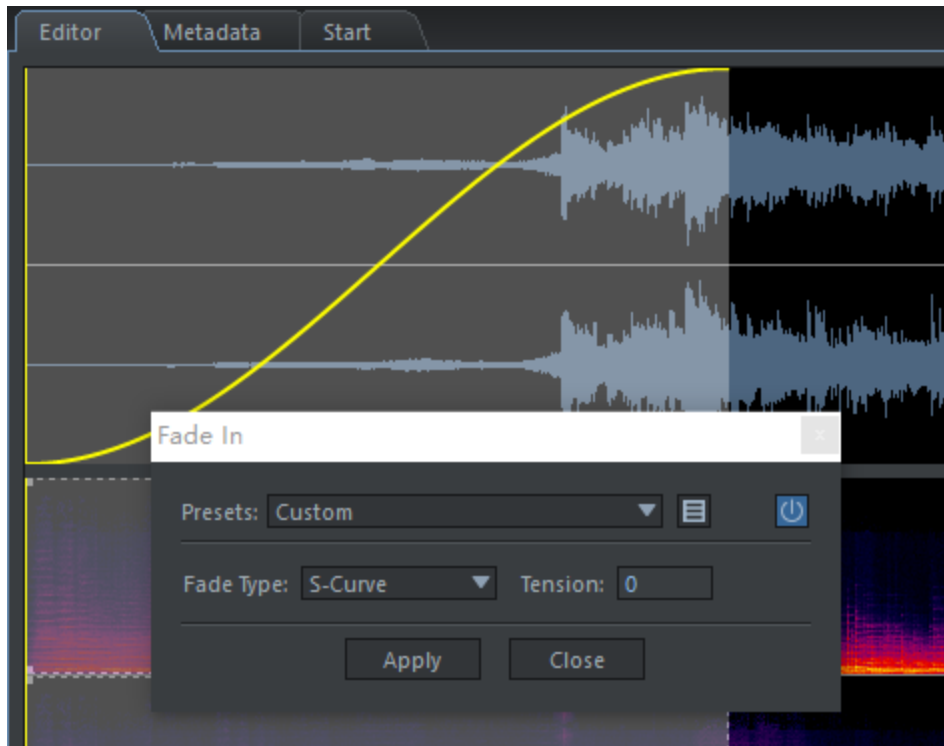 Editor Metadata Start
Fade In x
Presets: Custom
Fade Type: S-Curve Tension: 0
Apply Close